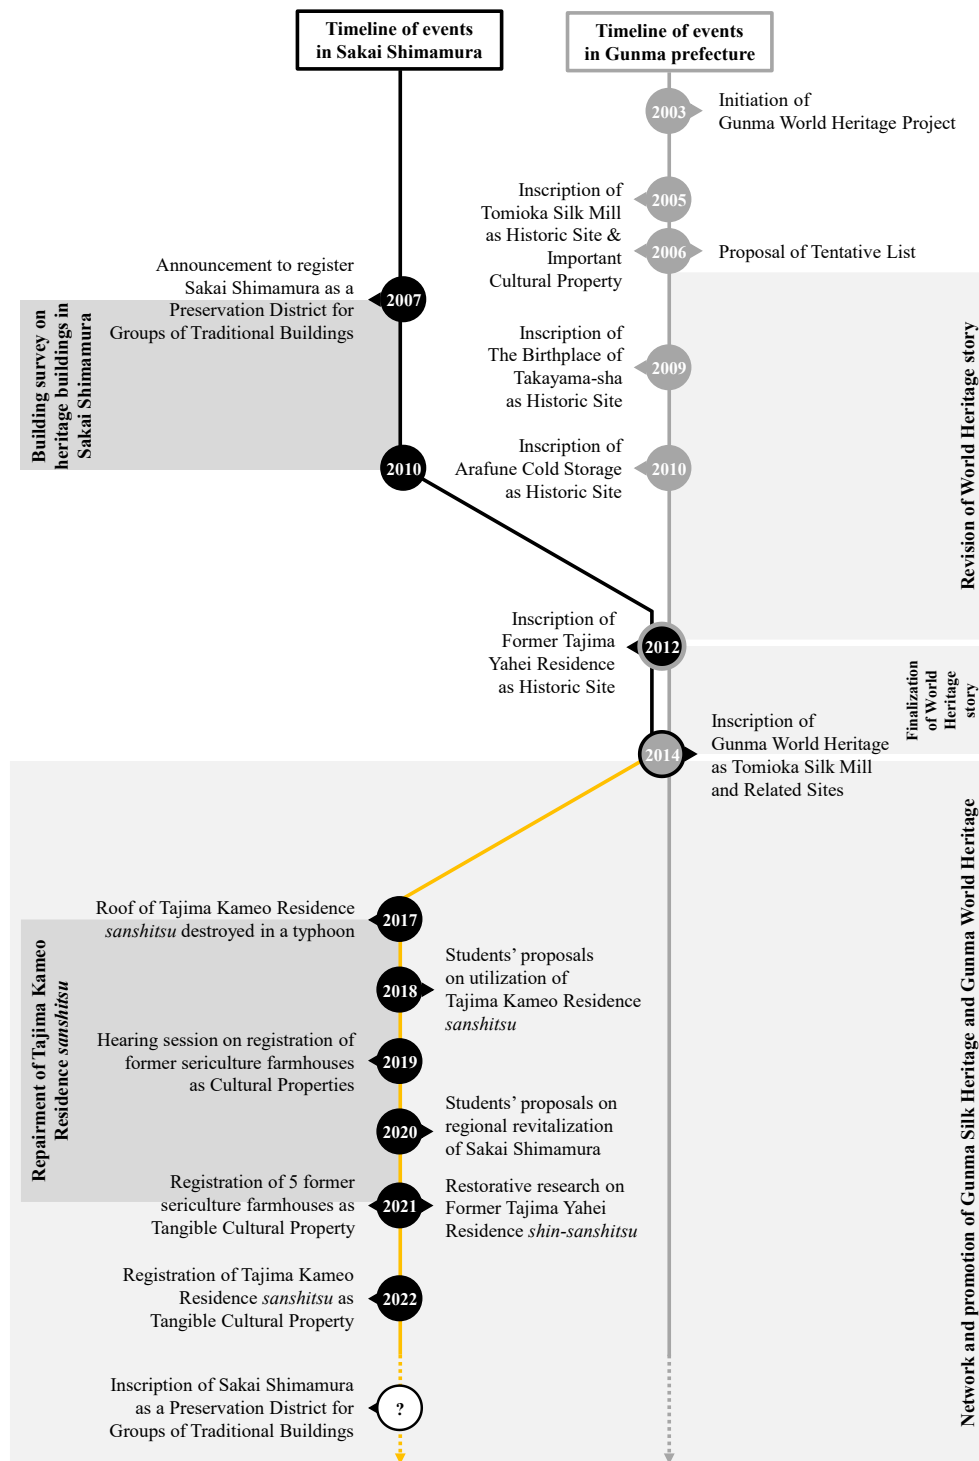 Timeline of events
in Sakai Shimamura
Timeline of events
in Gunma prefecture
2003
Initiation of
Gunma World Heritage Project
Inscription of
Tomioka Silk Mill
as Historic Site &
Important
Cultural Property
2005
2006
Proposal of Tentative List
Announcement to register
Sakai Shimamura as a
Preservation District for
Groups of Traditional Buildings
2007
Building survey on
heritage buildings in
Sakai Shimamura
Inscription of
The Birthplace of
Takayama-sha
as Historic Site
2009
2010
Inscription of
Arafune Cold Storage
as Historic Site
2010
Revision of World Heritage story
Inscription of
Former Tajima
Yahei Residence
as Historic Site
2012
Finalization
of World
Heritage
story
2014
Inscription of
Gunma World Heritage
as Tomioka Silk Mill
and Related Sites
Network and promotion of Gunma Silk Heritage and Gunma World Heritage
Roof of Tajima Kameo Residence
sanshitsu destroyed in a typhoon
2017
Repairment of Tajima Kameo
Residence sanshitsu
2018
Students’ proposals
on utilization of
Tajima Kameo Residence
sanshitsu
Hearing session on registration of
former sericulture farmhouses
as Cultural Properties
2019
2020
Students’ proposals on
regional revitalization
of Sakai Shimamura
Registration of 5 former
sericulture farmhouses as
Tangible Cultural Property
2021
Restorative research on
Former Tajima Yahei
Residence shin-sanshitsu
Registration of Tajima Kameo
Residence sanshitsu as
Tangible Cultural Property
2022
Inscription of Sakai Shimamura
as a Preservation District for
Groups of Traditional Buildings
?